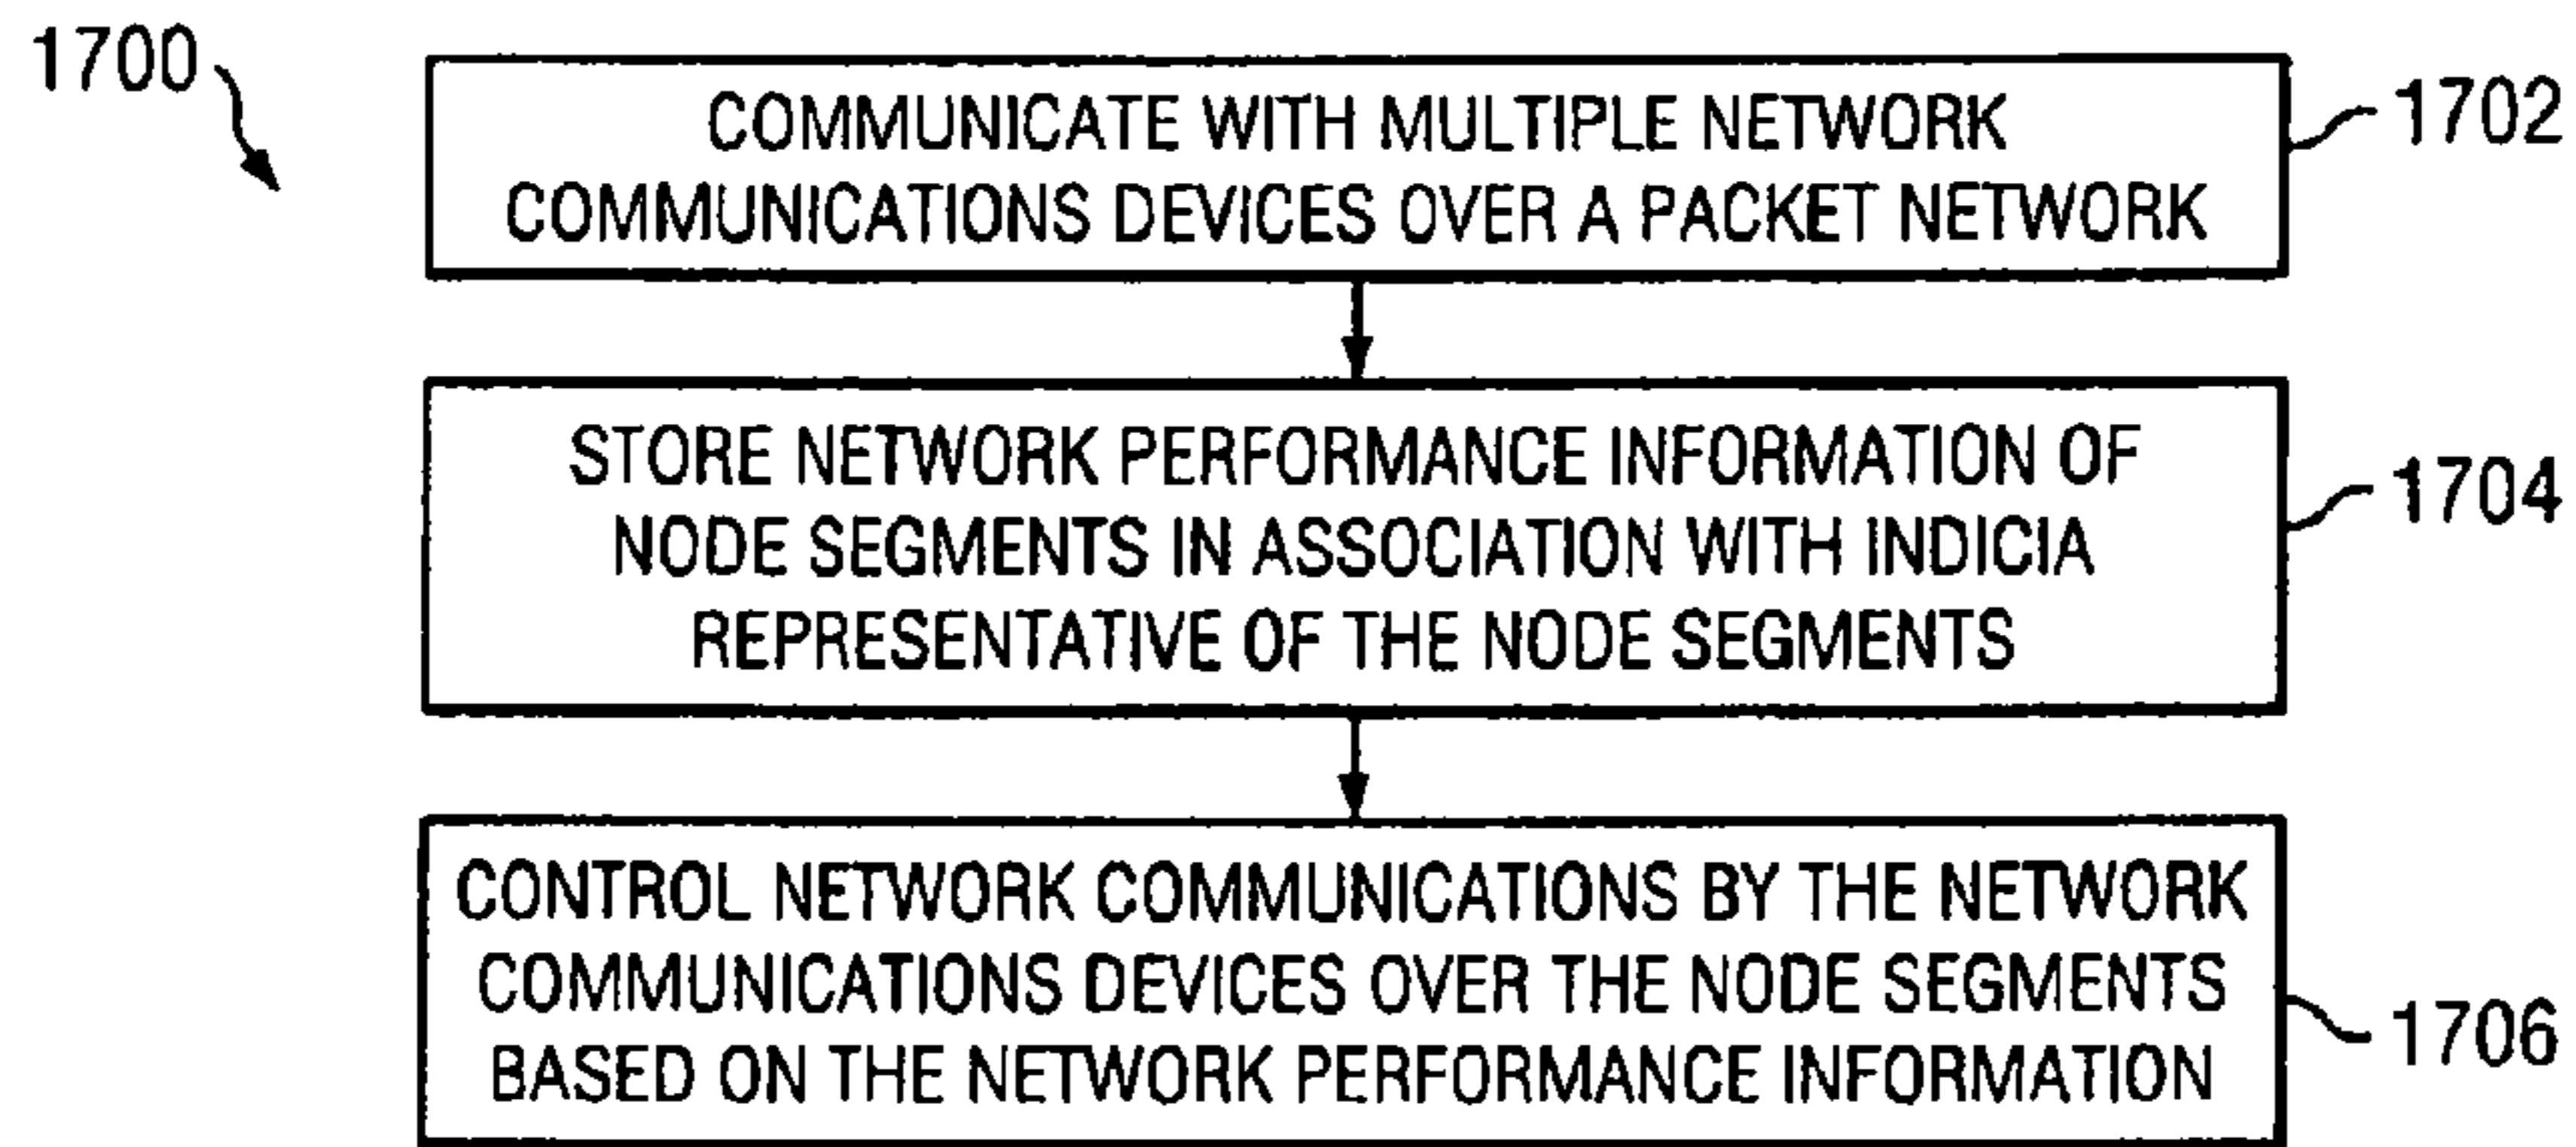 1700
COMMUNICATE WITH MULTIPLE NETWORK
COMMUNICATIONS DEVICES OVER A PACKET NETWORK
1702
STORE NETWORK PERFORMANCE INFORMATION OF
NODE SEGMENTS IN ASSOCIATION WITH INDICIA
REPRESENTATIVE OF THE NODE SEGMENTS
1704
CONTROL NETWORK COMMUNICATIONS BY THE NETWORK
COMMUNICATIONS DEVICES OVER THE NODE SEGMENTS
BASED ON THE NETWORK PERFORMANCE INFORMATION
1706